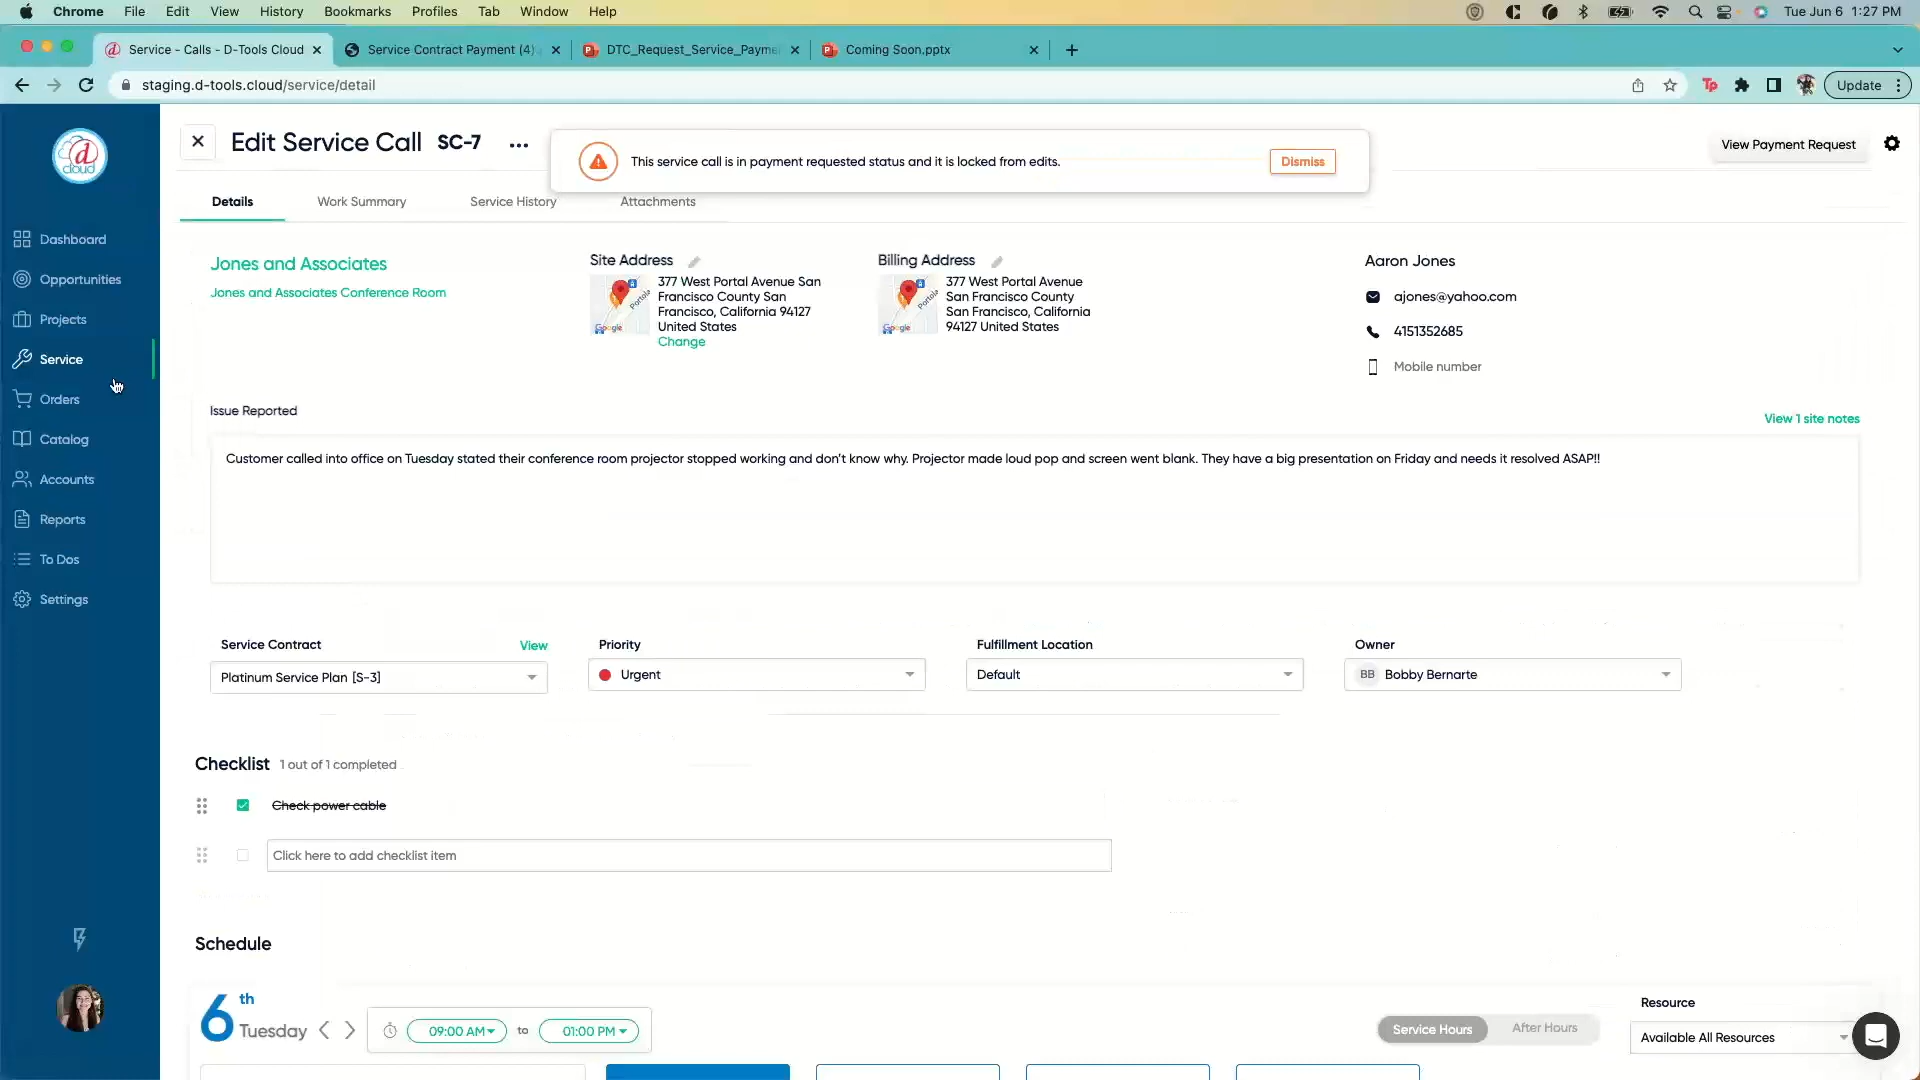 Chrome File Edit View History Bookmarks Profiles Tab Window Help Tue Jun 6 1:27 PM
Service - Calls - D-Tools Cloud Service Contract Payment (4) DTC_Request_Service_Payme Coming Soon.pptx
staging.d-tools.cloud/service/detail Update
d cloud
Edit Service Call SC-7 ...
This service call is in payment requested status and it is locked from edits. Dismiss
View Payment Request
Details Work Summary Service History Attachments
Dashboard
Opportunities
Projects
Service
Orders
Catalog
Accounts
Reports
To Dos
Settings
Jones and Associates
Jones and Associates Conference Room
Site Address
377 West Portal Avenue San
Francisco County San
Francisco, California 94127
United States
Change
Billing Address
377 West Portal Avenue
San Francisco County
San Francisco, California
94127 United States
Aaron Jones
ajones@yahoo.com
4151352685
Mobile number
Issue Reported
View 1 site notes
Customer called into office on Tuesday stated their conference room projector stopped working and don't know why. Projector made loud pop and screen went blank. They have a big presentation on Friday and needs it resolved ASAP!!
Service Contract View Priority Fulfillment Location Owner
Platinum Service Plan [S-3] Urgent Default BB Bobby Bernarte
Checklist 1 out of 1 completed
Check power cable
Click here to add checklist item
Schedule
6th Tuesday 09:00 AM to 01:00 PM
Service Hours After Hours
Resource
Available All Resources